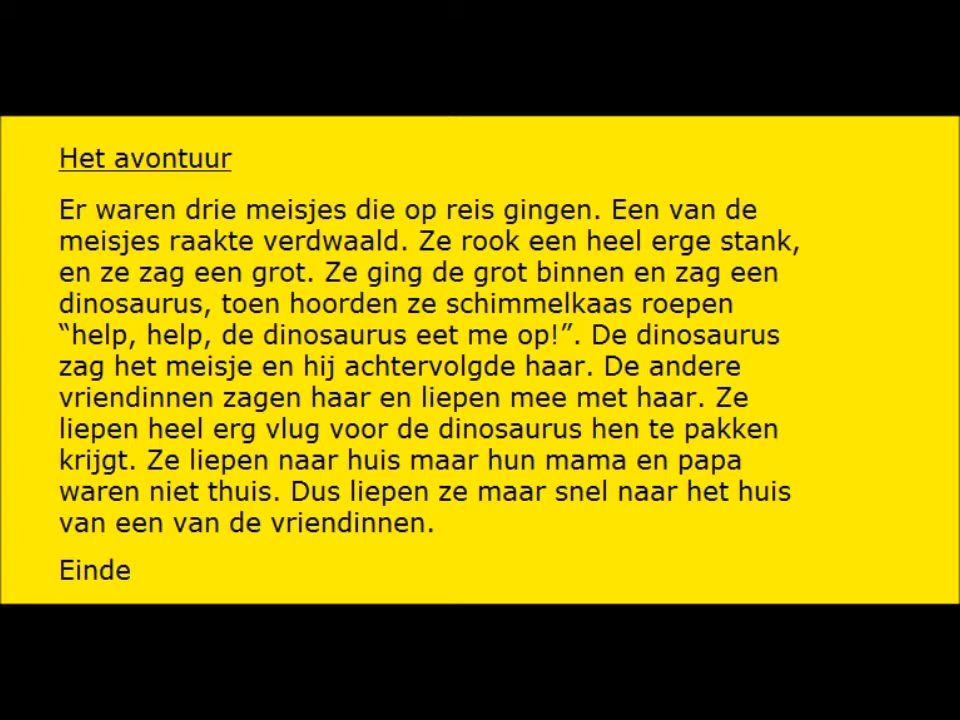 Het avontuur
Er waren drie meisjes die op reis gingen. Een van de
meisjes raakte verdwaald. Ze rook een heel erge stank,
en ze zag een grot. Ze ging de grot binnen en zag een
dinosaurus, toen hoorden ze schimmelkaas roepen
“help, help, de dinosaurus eet me op!”. De dinosaurus
zag het meisje en hij achtervolgde haar. De andere
vriendinnen zagen haar en liepen mee met haar. Ze
liepen heel erg vlug voor de dinosaurus hen te pakken
krijgt. Ze liepen naar huis maar hun mama en papa
waren niet thuis. Dus liepen ze maar snel naar het huis
van een van de vriendinnen.
Einde